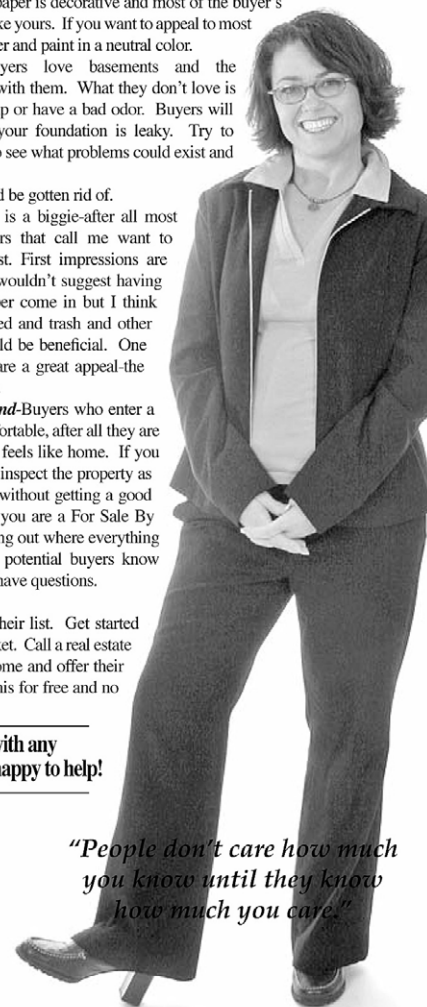 paper is decorative and most of the buyer's
ke yours. If you want to appeal to most
er and paint in a neutral color.
yers love basements and the
with them. What they don't love is
p or have a bad odor. Buyers will
your foundation is leaky. Try to
o see what problems could exist and
d be gotten rid of.
is a biggie-after all most
rs that call me want to
st. First impressions are
wouldn't suggest having
per come in but I think
ed and trash and other
ld be beneficial. One
are a great appeal-the
nd-Buyers who enter a
fortable, after all they are
feels like home. If you
inspect the property as
without getting a good
you are a For Sale By
ng out where everything
potential buyers know
have questions.
heir list. Get started
ket. Call a real estate
ome and offer their
his for free and no
with any
happy to help!
"People don't care how much
you know until they know
how much you care."